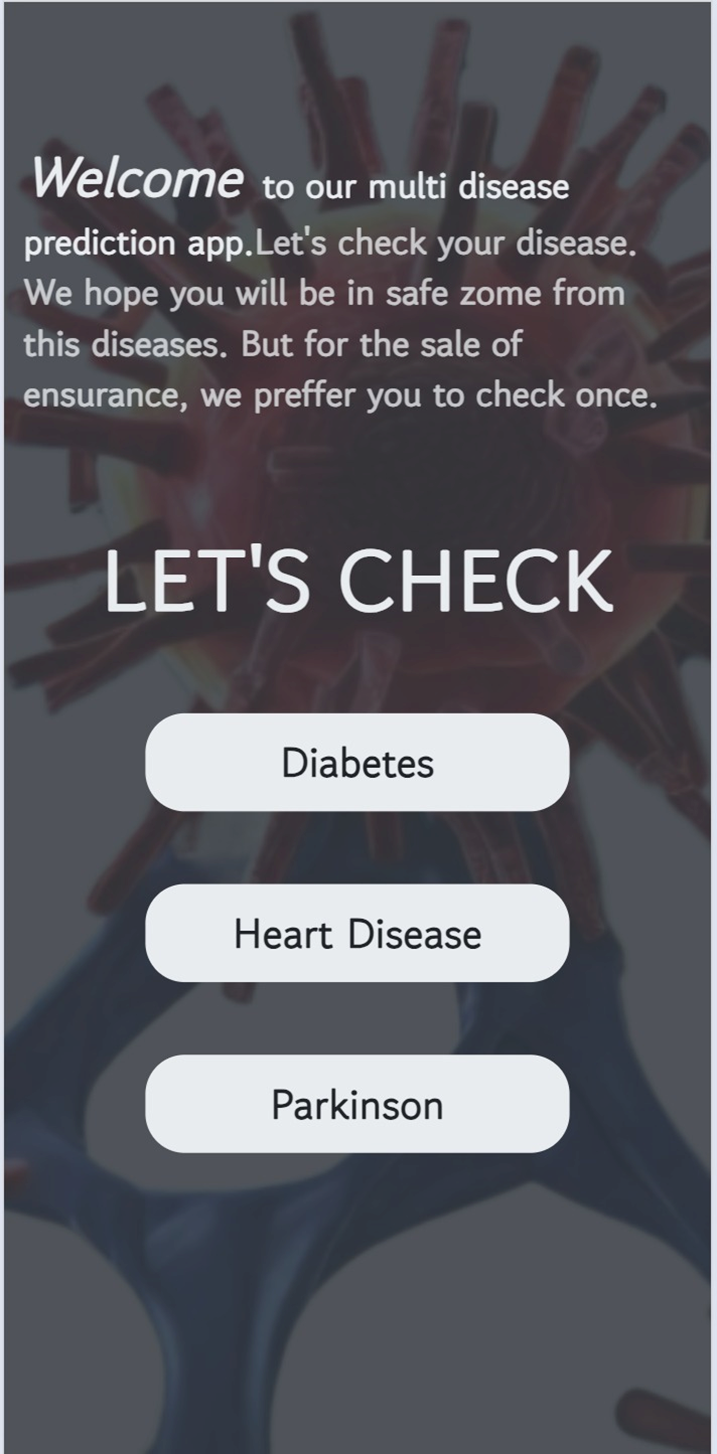 Welcome to our multi disease
prediction app.Let's check your disease.
We hope you will be in safe zome from
this diseases. But for the sale of
ensurance, we preffer you to check once.
LET'S CHECK
Diabetes
Heart Disease
Parkinson